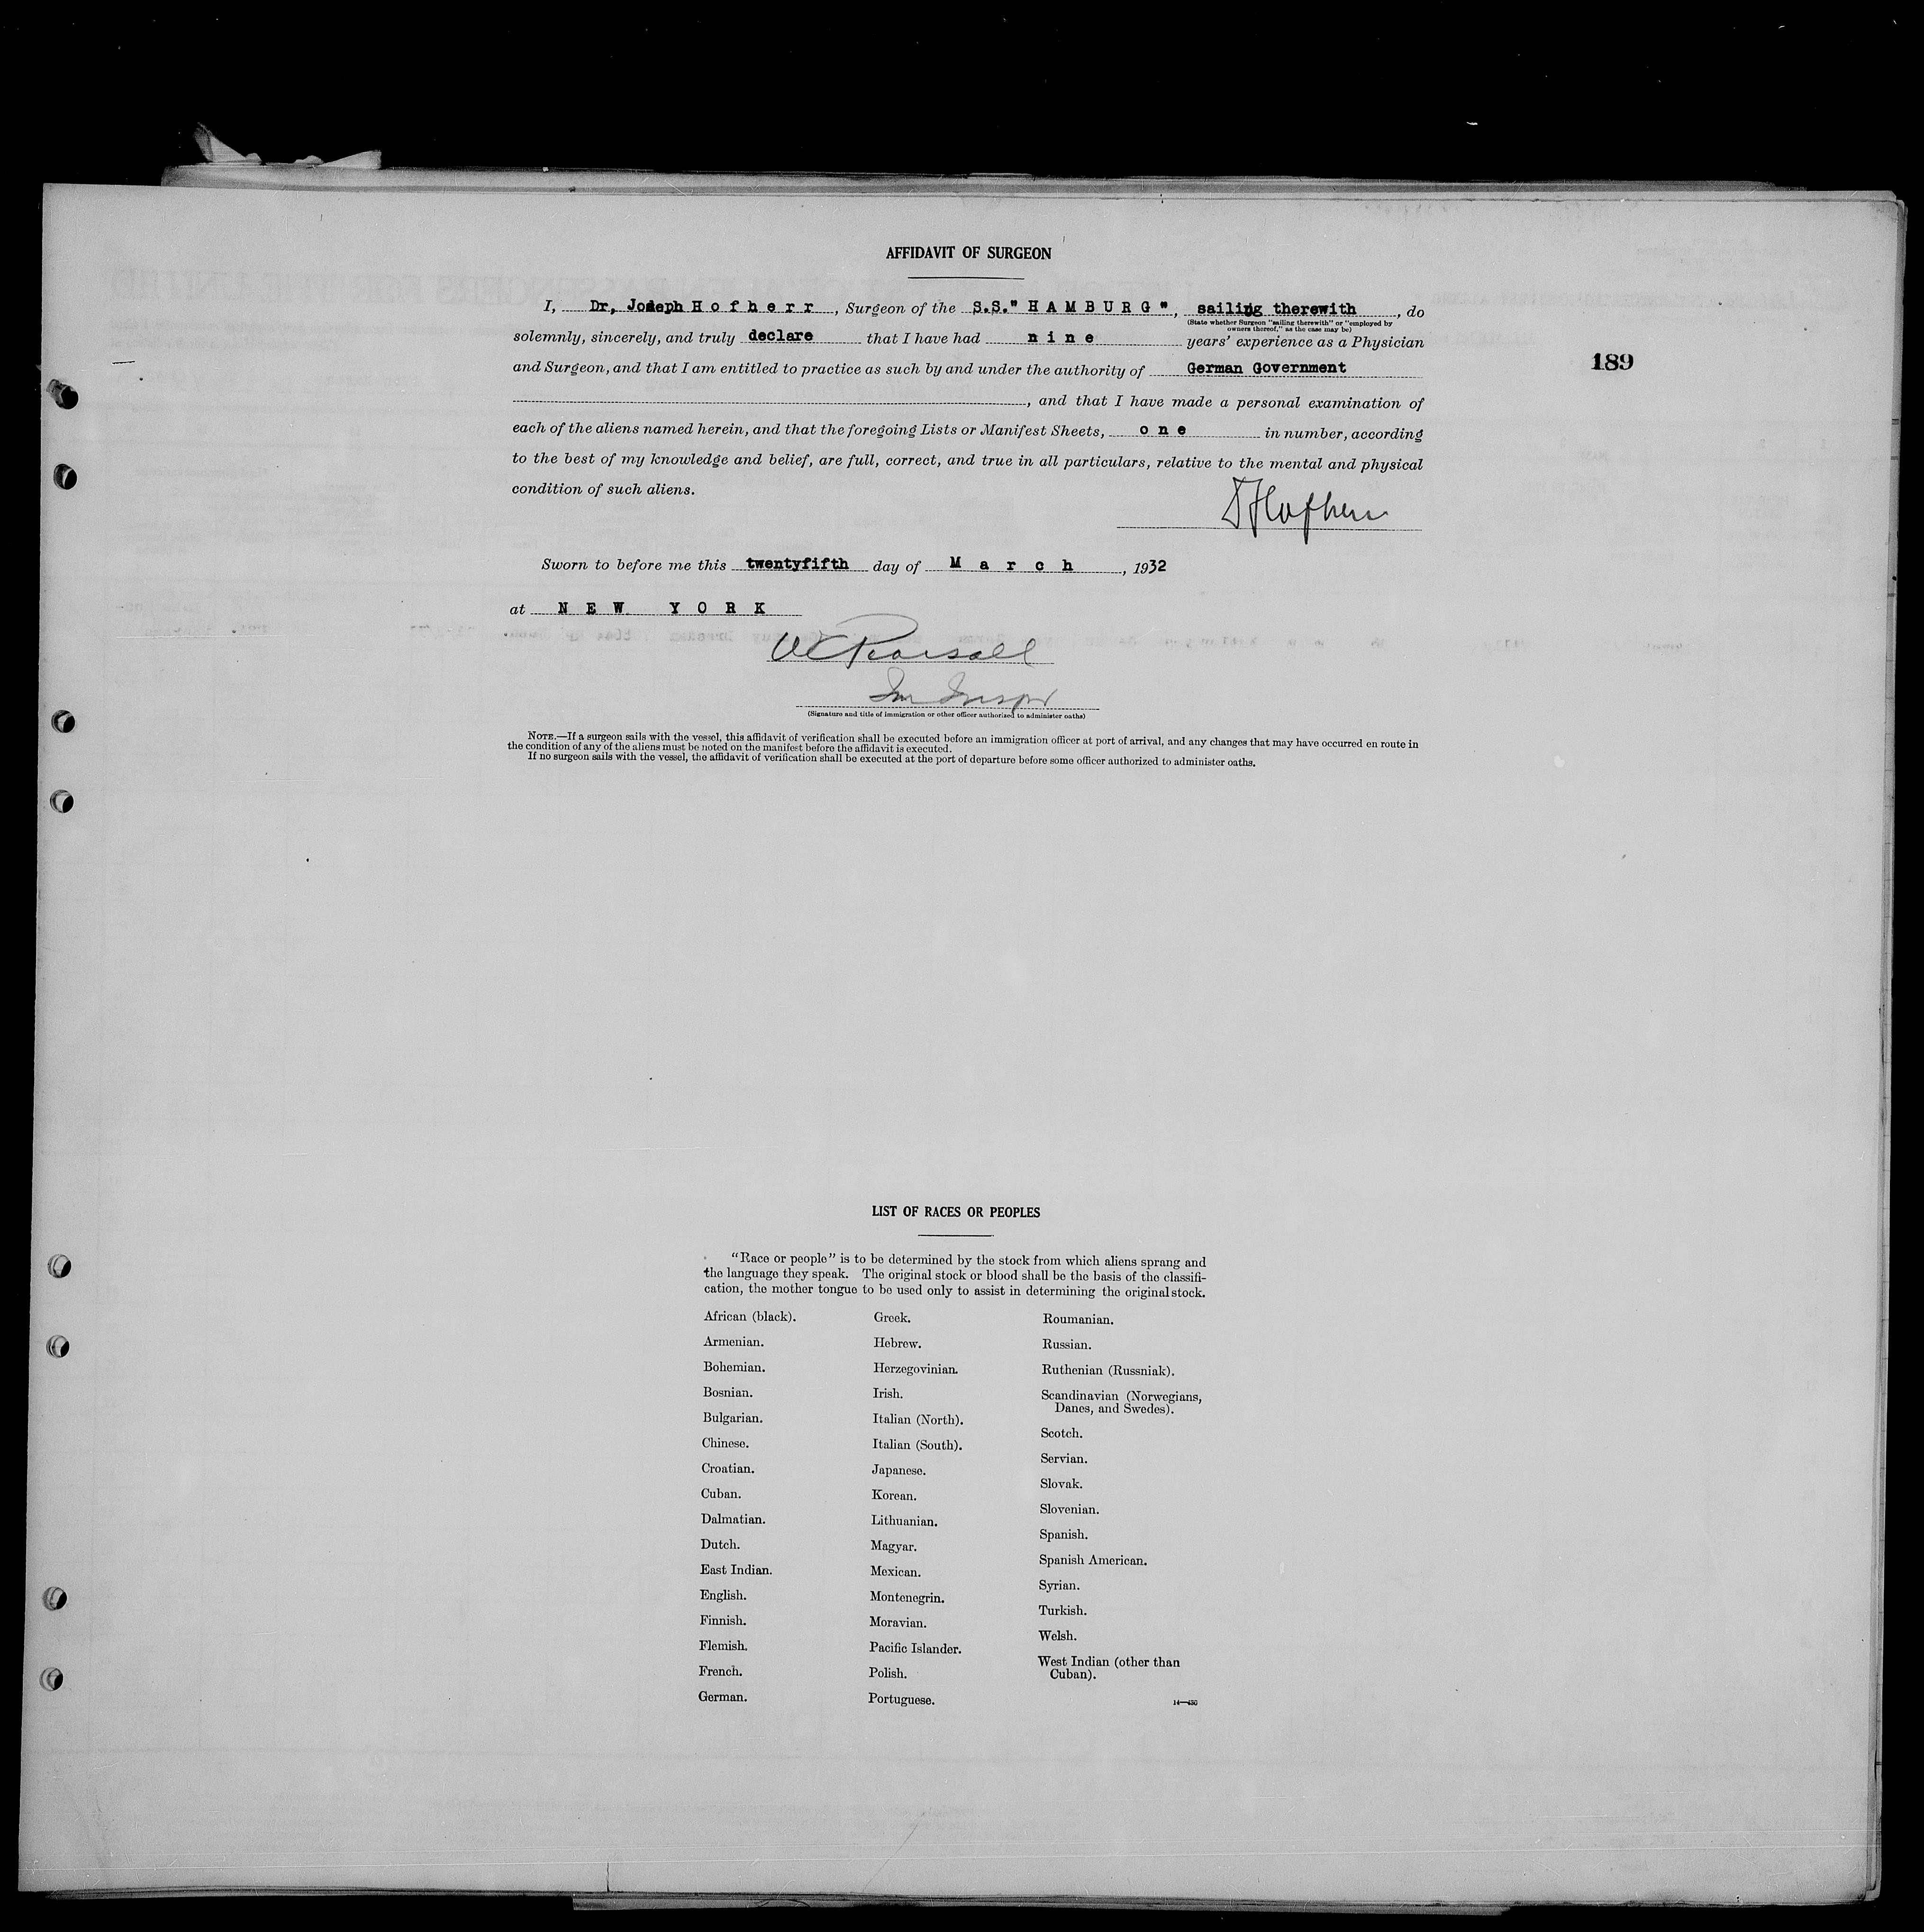 AFFIDAVIT OF SURGEON
I, Dr, Joseph H o f h e r r, Surgeon of the S.S." H A M B U R G", sailing therewith, do
(State whether Surgeon "sailing therewith" or "employed by
owners thereof," as the case may be)
solemnly, sincerely, and truly declare that I have had n i n e years' experience as a Physician
189
and Surgeon, and that I am entitled to practice as such by and under the authority of German Government
, and that I have made a personal examination of
each of the aliens named herein, and that the foregoing Lists or Manifest Sheets, o n e in number, according
to the best of my knowledge and belief, are full, correct, and true in all particulars, relative to the mental and physical
condition of such aliens.
Hofherr
Sworn to before me this twentyfifth day of M a r c h, 1932
at N E W Y O R K
Pearsall
Im Inspr
(Signature and title of immigration or other officer authorized to administer oaths)
NOTE.—If a surgeon sails with the vessel, this affidavit of verification shall be executed before an immigration officer at port of arrival, and any changes that may have occurred en route in
the condition of any of the aliens must be noted on the manifest before the affidavit is executed.
If no surgeon sails with the vessel, the affidavit of verification shall be executed at the port of departure before some officer authorized to administer oaths.
LIST OF RACES OR PEOPLES
"Race or people" is to be determined by the stock from which aliens sprang and
the language they speak. The original stock or blood shall be the basis of the classifi-
cation, the mother tongue to be used only to assist in determining the original stock.
African (black).
Armenian.
Bohemian.
Bosnian.
Bulgarian.
Chinese.
Croatian.
Cuban.
Dalmatian.
Dutch.
East Indian.
English.
Finnish.
Flemish.
French.
German.
Greek.
Hebrew.
Herzegovinian.
Irish.
Italian (North).
Italian (South).
Japanese.
Korean.
Lithuanian.
Magyar.
Mexican.
Montenegrin.
Moravian.
Pacific Islander.
Polish.
Portuguese.
Roumanian.
Russian.
Ruthenian (Russniak).
Scandinavian (Norwegians,
Danes, and Swedes).
Scotch.
Servian.
Slovak.
Slovenian.
Spanish.
Spanish American.
Syrian.
Turkish.
Welsh.
West Indian (other than
Cuban).